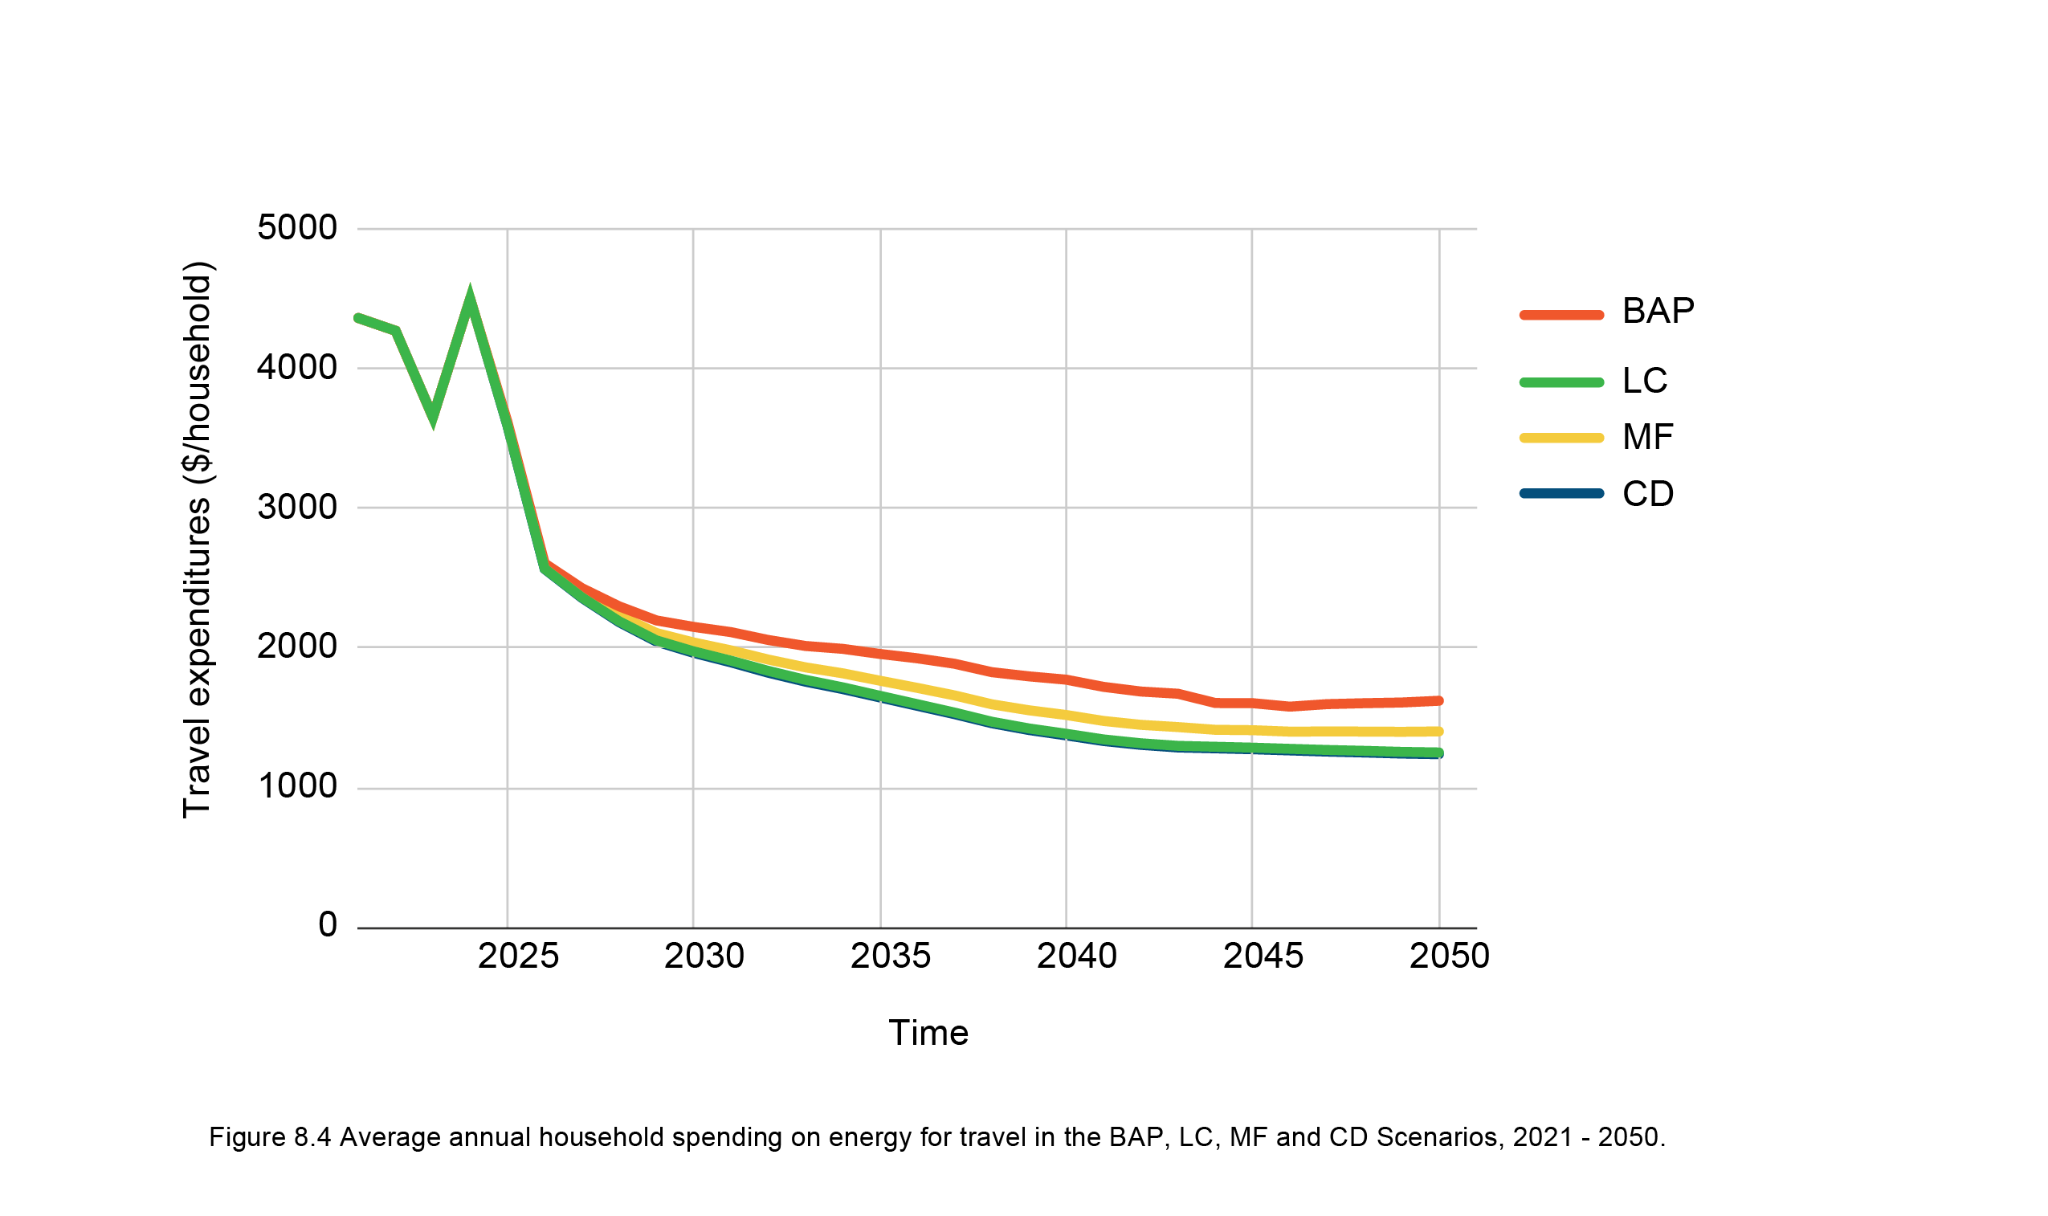 5000
4000
3000
2000
1000
0
Travel expenditures ($/household)
2025 2030 2035 2040 2045 2050
Time
BAP
LC
MF
CD
Figure 8.4 Average annual household spending on energy for travel in the BAP, LC, MF and CD Scenarios, 2021 - 2050.